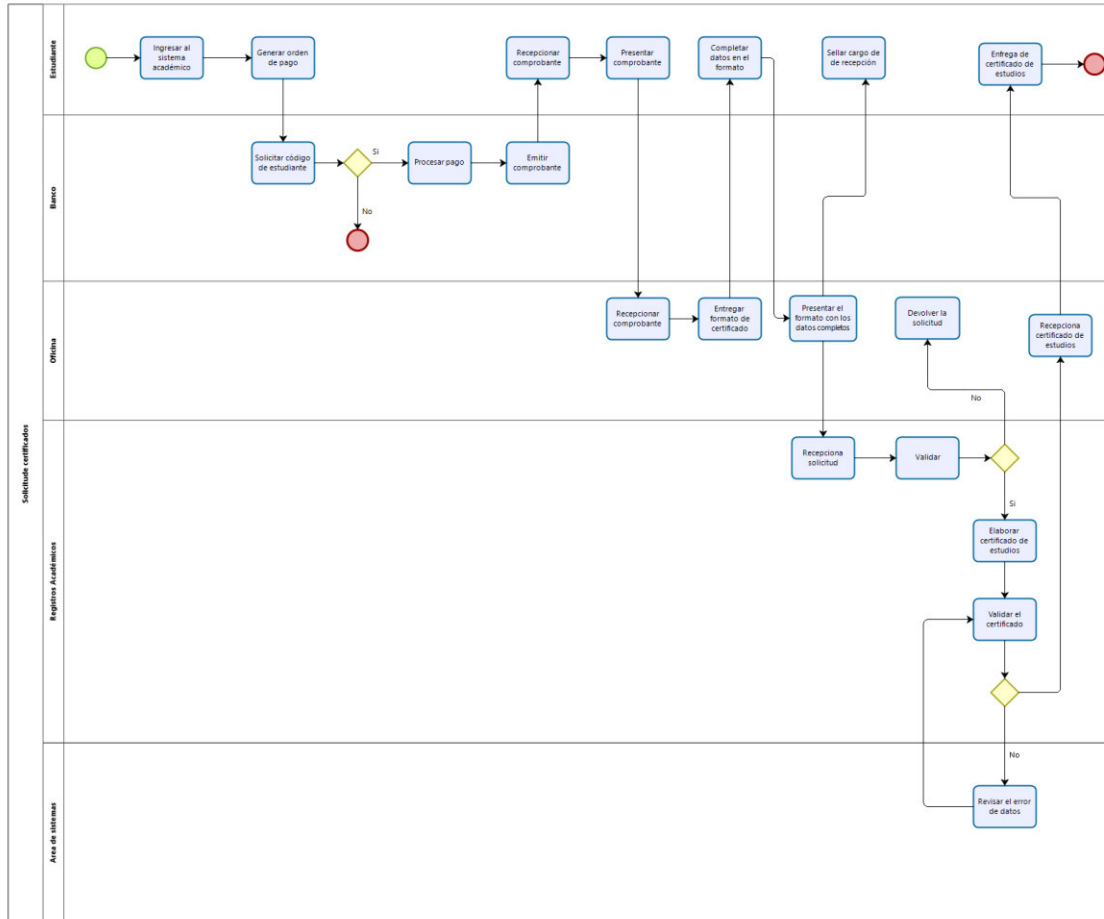 Solicitude certificados
Estudiante
Ingresar al
sistema
académico
Generar orden
de pago
Recepcionar
comprobante
Presentar
comprobante
Completar
datos en el
formato
Sellar cargo de
de recepción
Enfrega de
certificado de
estudios
Banco
Solicitar código
de estudiante
Si
No
Procesar pago
Emitir
comprobante
Oficina
Recepcionar
comprobante
Entregar
formato de
certificado
Presentar el
formato con los
datos completos
Devolver la
solicitud
Recepciona
certificado de
estudios
No
Registros Académicos
Recepciona
solicitud
Validar
Si
Elaborar
certificado de
estudios
Validar el
certificado
Area de sistemas
No
Revisar el error
de datos